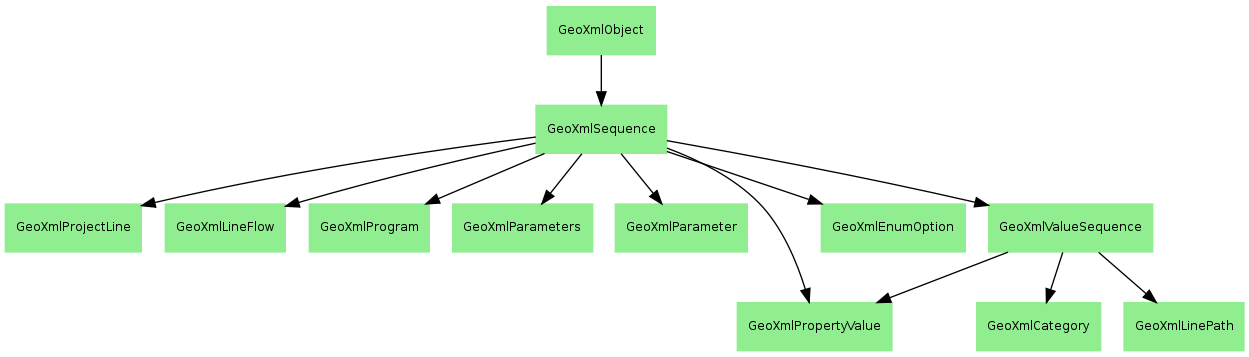 GeoXmlObject
GeoXmlSequence
GeoXmlProjectLine
GeoXmlLineFlow
GeoXmlProgram
GeoXmlParameters
GeoXmlParameter
GeoXmlEnumOption
GeoXmlValueSequence
GeoXmlPropertyValue
GeoXmlCategory
GeoXmlLinePath